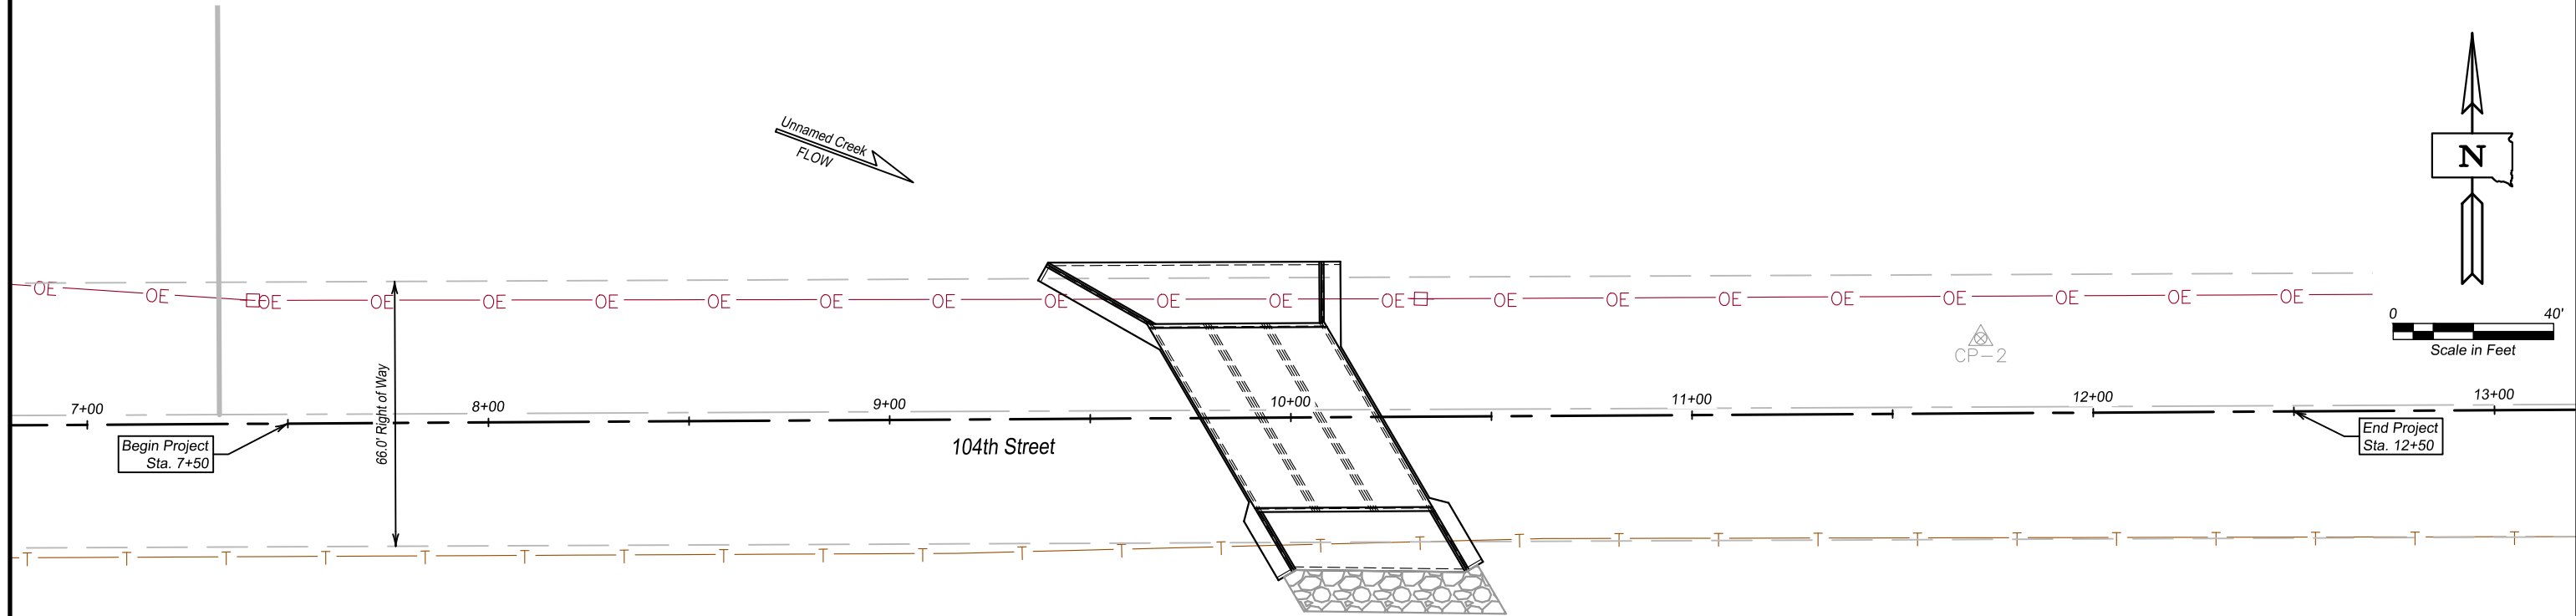 Unnamed Creek
FLOW
N
0 40'
Scale in Feet
OE OE OE OE OE OE OE OE OE OE OE OE OE OE OE OE OE OE OE OE OE
CP-2
66.0' Right of Way
7+00 8+00 9+00 10+00 11+00 12+00 13+00
Begin Project
Sta. 7+50
104th Street
End Project
Sta. 12+50
T T T T T T T T T T T T T T T T T T T T T T T T T T